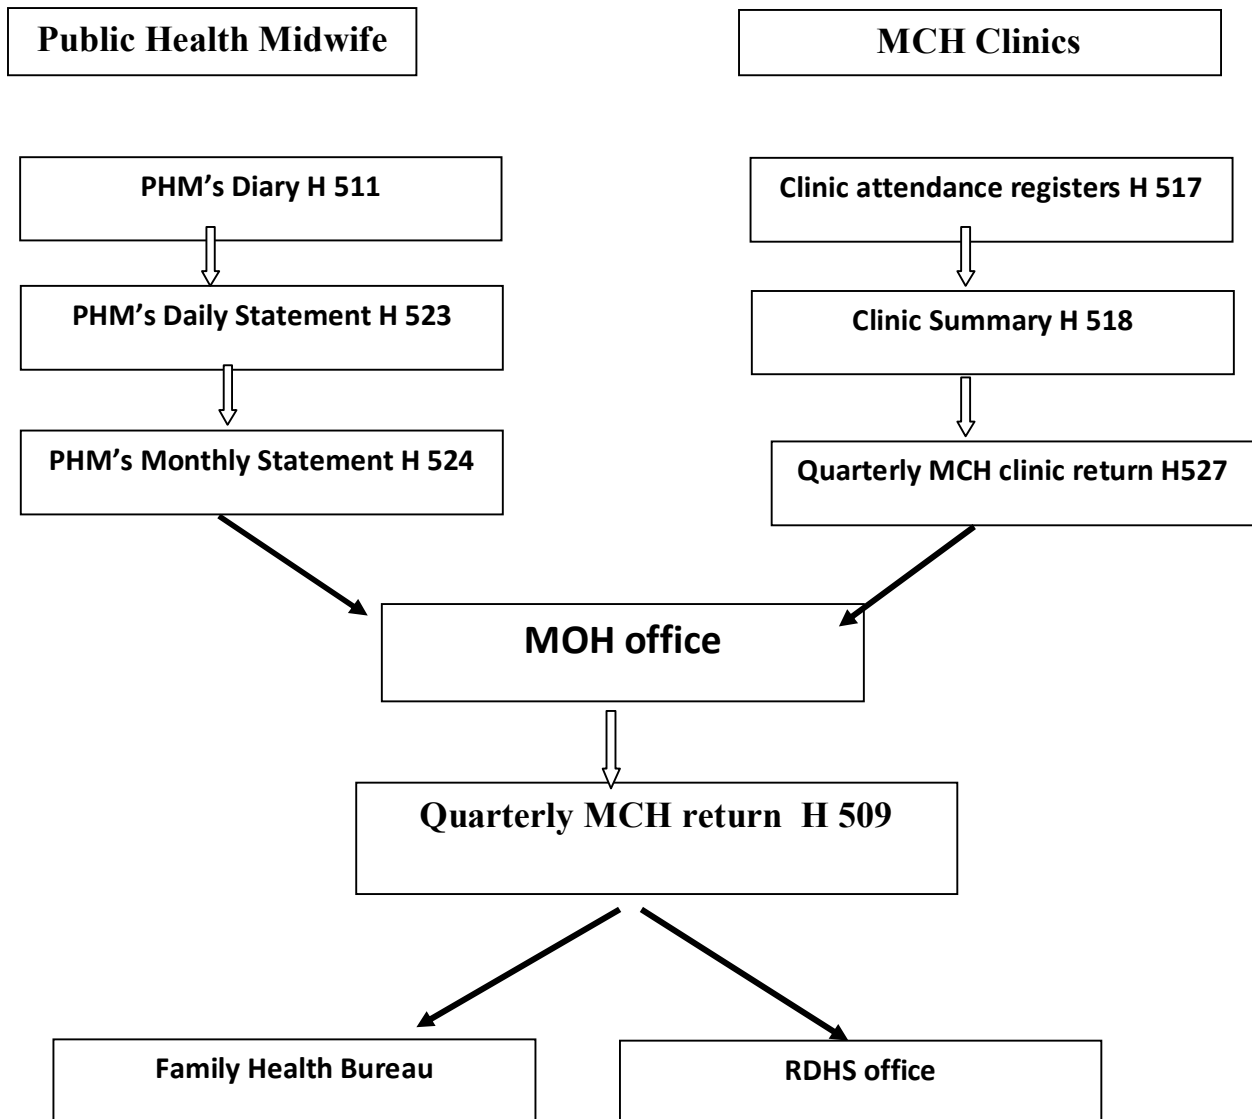 Public Health Midwife
MCH Clinics
PHM’s Diary H 511
Clinic attendance registers H 517
PHM’s Daily Statement H 523
Clinic Summary H 518
PHM’s Monthly Statement H 524
Quarterly MCH clinic return H527
MOH office
Quarterly MCH return H 509
Family Health Bureau
RDHS office